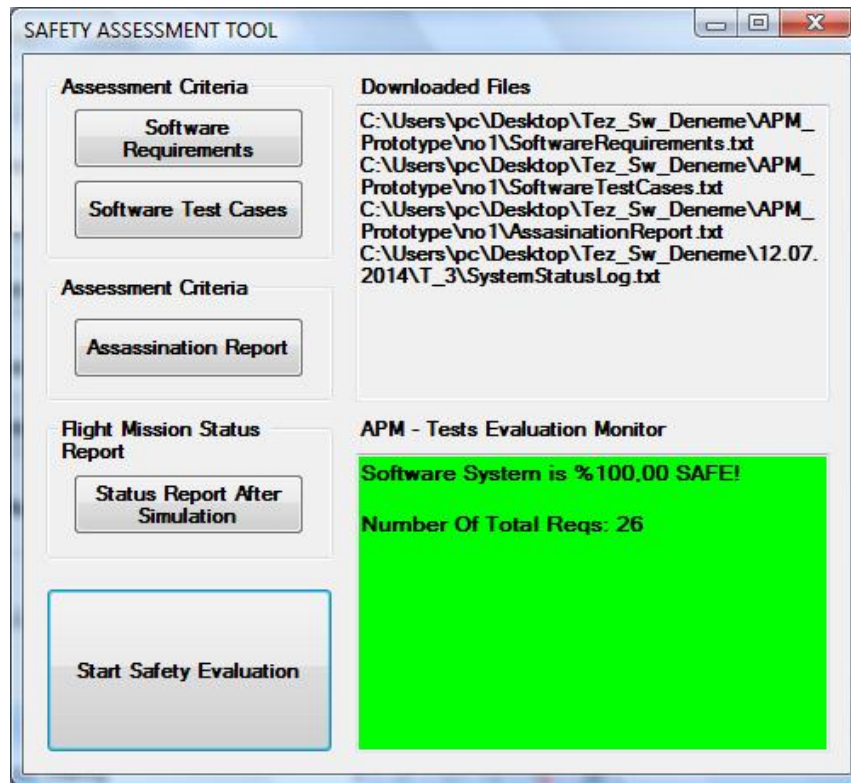 SAFETY ASSESSMENT TOOL
Assessment Criteria
Software
Requirements
Software Test Cases
Assessment Criteria
Assassination Report
Flight Mission Status
Report
Status Report After
Simulation
Start Safety Evaluation
Downloaded Files
C:\Users\pc\Desktop\Tez_Sw_Deneme\APM_
Prototype\no1\SoftwareRequirements.txt
C:\Users\pc\Desktop\Tez_Sw_Deneme\APM_
Prototype\no1\SoftwareTestCases.txt
C:\Users\pc\Desktop\Tez_Sw_Deneme\APM_
Prototype\no1\AssasinationReport.txt
C:\Users\pc\Desktop\Tez_Sw_Deneme\12.07.
2014\T_3\SystemStatusLog.txt
APM - Tests Evaluation Monitor
Software System is %100,00 SAFE!
Number Of Total Reqs: 26